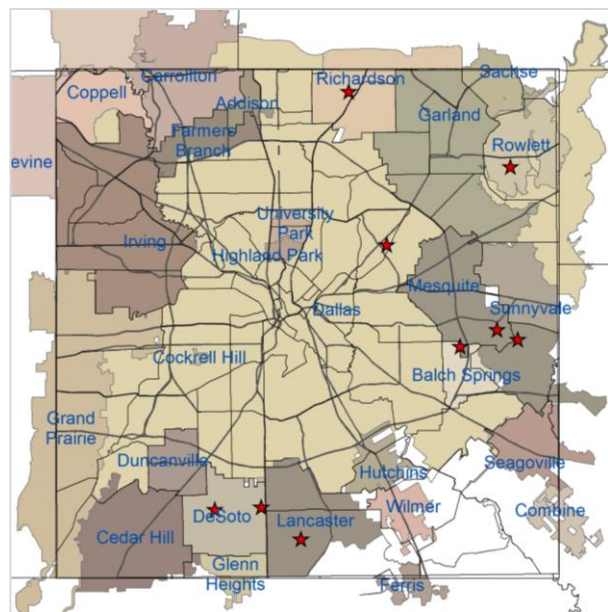 Carrollton
Richardson
Sachse
Coppell
Addison
Garland
Farmers
Branch
Rowlett
evine
University
Park
Irving
Highland Park
Mesquite
Sunnyvale
Dallas
Cockrell Hill
Balch Springs
Grand
Prairie
Duncanville
Hutchins
Seagoville
DeSoto
Lancaster
Wilmer
Combine
Cedar Hill
Glenn
Heights
Ferris